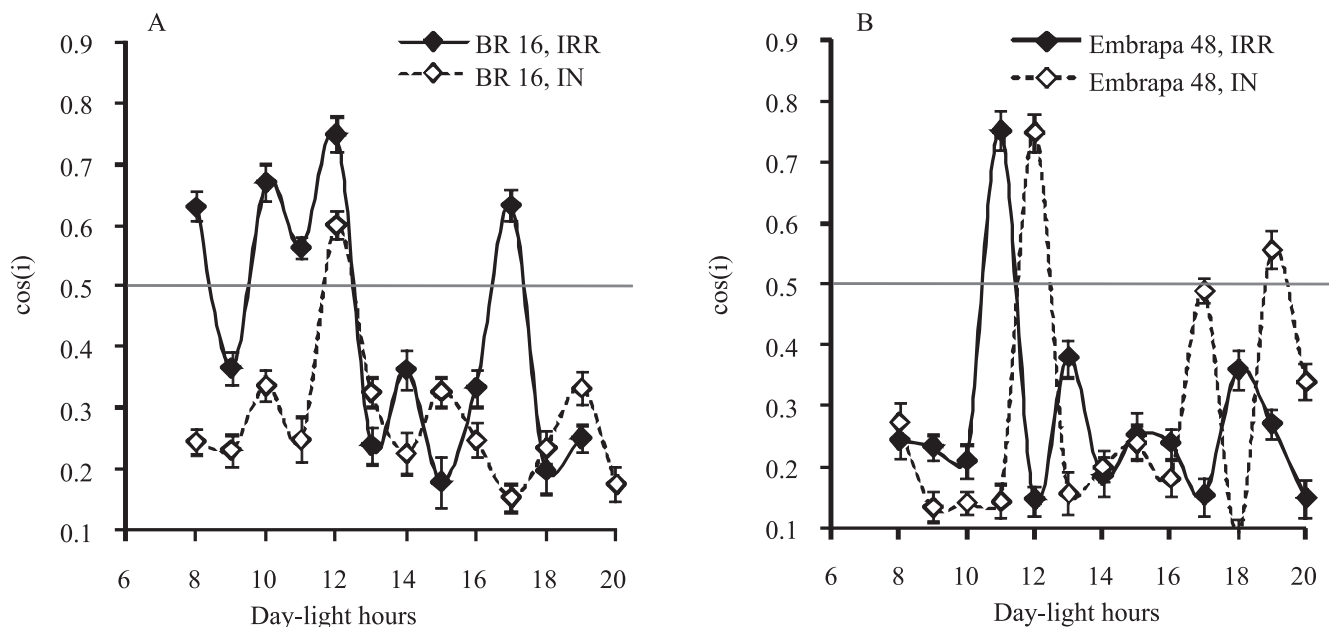 A
BR 16, IRR
BR 16, IN
0.9
0.8
0.7
0.6
0.5
0.4
0.3
0.2
0.1
cos(i)
6 8 10 12 14 16 18 20
Day-light hours
B
Embrapa 48, IRR
Embrapa 48, IN
0.9
0.8
0.7
0.6
0.5
0.4
0.3
0.2
0.1
cos(i)
6 8 10 12 14 16 18 20
Day-light hours